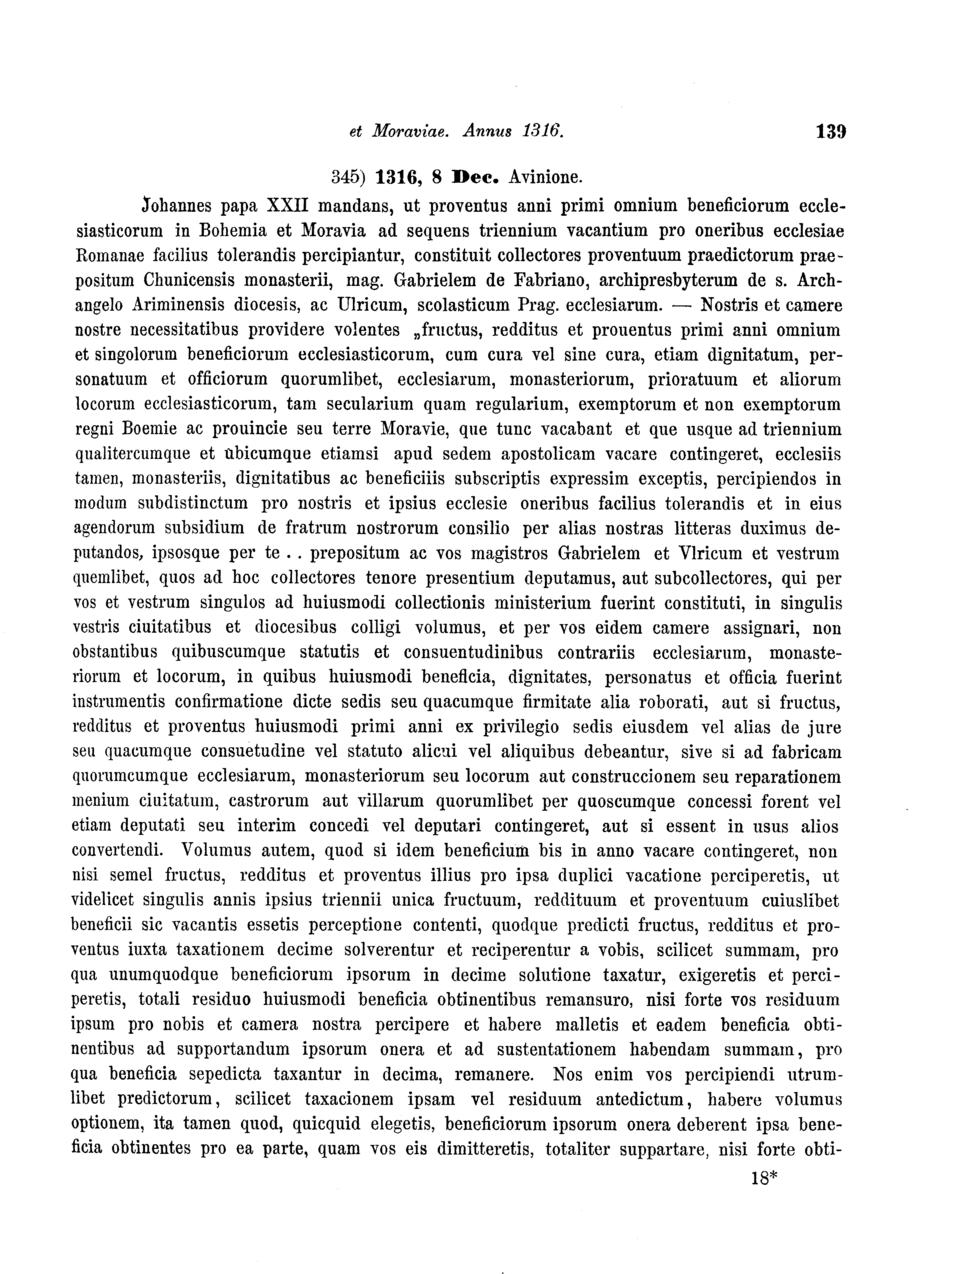 et Moraviae. Annus 1316. 139
345) 1316, 8 Dec. Avinione.
Johannes papa XXII mandans, ut proventus anni primi omnium beneficiorum eccle-
siasticorum in Bohemia et Moravia ad sequens triennium vacantium pro oneribus ecclesiae
Romanae facilius tolerandis percipiantur, constituit collectores proventuum praedictorum prae-
positum Chunicensis monasterii, mag. Gabrielem de Fabriano, archipresbyterum de s. Arch-
angelo Ariminensis diocesis, ac Ulricum, scolasticum Prag. ecclesiarum. — Nostris et camere
nostre necessitatibus providere volentes „fructus, redditus et prouentus primi anni omnium
et singolorum beneficiorum ecclesiasticorum, cum cura vel sine cura, etiam dignitatum, per-
sonatuum et officiorum quorumlibet, ecclesiarum, monasteriorum, prioratuum et aliorum
locorum ecclesiasticorum, tam secularium quam regularium, exemptorum et non exemptorum
regni Boemie ac prouincie seu terre Moravie, que tunc vacabant et que usque ad triennium
qualitercumque et ubicumque etiamsi apud sedem apostolicam vacare contingeret, ecclesiis
tamen, monasteriis, dignitatibus ac beneficiiis subscriptis expressim exceptis, percipiendos in
modum subdistinctum pro nostris et ipsius ecclesie oneribus facilius tolerandis et in eius
agendorum subsidium de fratrum nostrorum consilio per alias nostras litteras duximus de-
putandos, ipsosque per te . . prepositum ac vos magistros Gabrielem et Vlricum et vestrum
quemlibet, quos ad hoc collectores tenore presentium deputamus, aut subcollectores, qui per
vos et vestrum singulos ad huiusmodi collectionis ministerium fuerint constituti, in singulis
vestris ciuitatibus et diocesibus colligi volumus, et per vos eidem camere assignari, non
obstantibus quibuscumque statutis et consuentudinibus contrariis ecclesiarum, monaste-
riorum et locorum, in quibus huiusmodi beneficia, dignitates, personatus et officia fuerint
instrumentis confirmatione dicte sedis seu quacumque firmitate alia roborati, aut si fructus,
redditus et proventus huiusmodi primi anni ex privilegio sedis eiusdem vel alias de jure
seu quacumque consuetudine vel statuto alicui vel aliquibus debeantur, sive si ad fabricam
quorumcumque ecclesiarum, monasteriorum seu locorum aut construccionem seu reparationem
menium ciuitatum, castrorum aut villarum quorumlibet per quoscumque concessi forent vel
etiam deputati seu interim concedi vel deputari contingeret, aut si essent in usus alios
convertendi. Volumus autem, quod si idem beneficium bis in anno vacare contingeret, non
nisi semel fructus, redditus et proventus illius pro ipsa duplici vacatione perciperetis, ut
videlicet singulis annis ipsius triennii unica fructuum, reddituum et proventuum cuiuslibet
beneficii sic vacantis essetis perceptione contenti, quodque predicti fructus, redditus et pro-
ventus iuxta taxationem decime solverentur et reciperentur a vobis, scilicet summam, pro
qua unumquodque beneficiorum ipsorum in decime solutione taxatur, exigeretis et perci-
peretis, totali residuo huiusmodi beneficia obtinentibus remansuro, nisi forte vos residuum
ipsum pro nobis et camera nostra percipere et habere malletis et eadem beneficia obti-
nentibus ad supportandum ipsorum onera et ad sustentationem habendam summam, pro
qua beneficia sepedicta taxantur in decima, remanere. Nos enim vos percipiendi utrum-
libet predictorum, scilicet taxacionem ipsam vel residuum antedictum, habere volumus
optionem, ita tamen quod, quicquid elegetis, beneficiorum ipsorum onera deberent ipsa bene-
ficia obtinentes pro ea parte, quam vos eis dimitteretis, totaliter suppartare, nisi forte obti-
18*